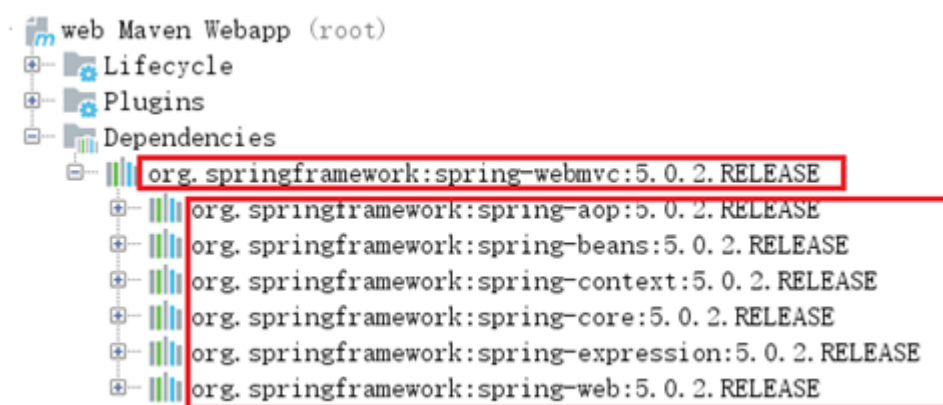 web Maven Webapp (root)
Lifecycle
Plugins
Dependencies
org.springframework:spring-webmvc:5.0.2.RELEASE
org.springframework:spring-aop:5.0.2.RELEASE
org.springframework:spring-beans:5.0.2.RELEASE
org.springframework:spring-context:5.0.2.RELEASE
org.springframework:spring-core:5.0.2.RELEASE
org.springframework:spring-expression:5.0.2.RELEASE
org.springframework:spring-web:5.0.2.RELEASE